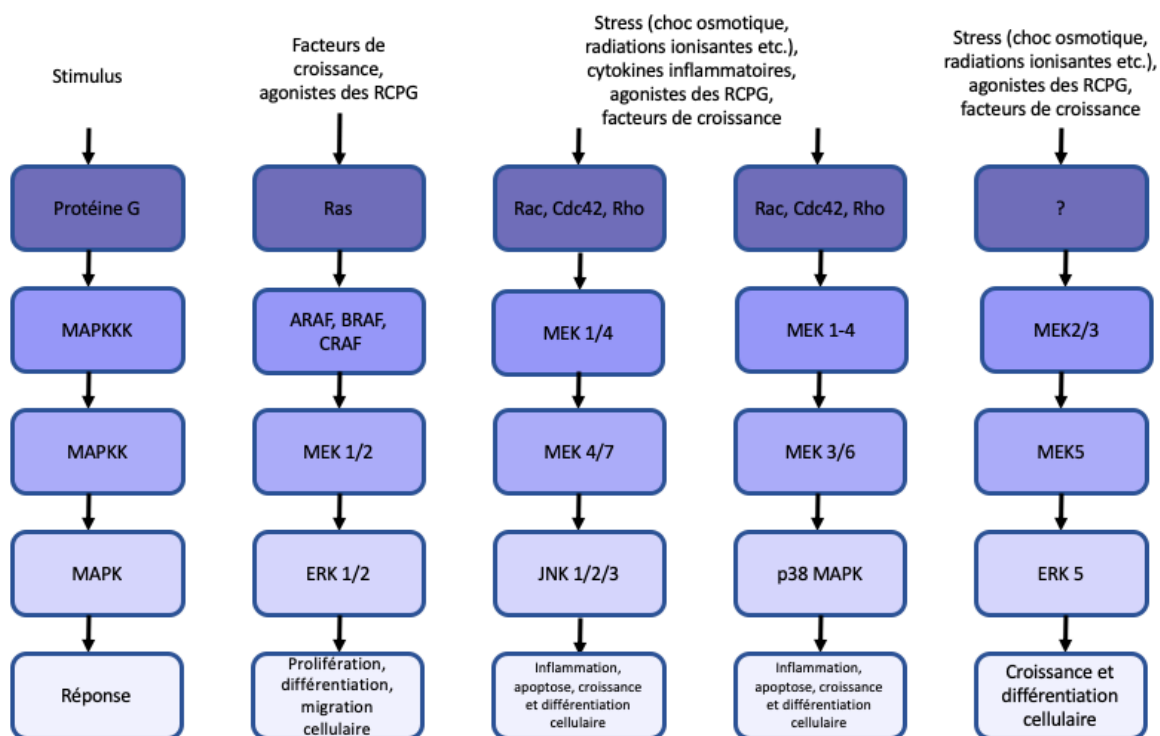 Stimulus
Facteurs de
croissance,
agonistes des RCPG
Stress (choc osmotique,
radiations ionisantes etc.),
cytokines inflammatoires,
agonistes des RCPG,
facteurs de croissance
Stress (choc osmotique,
radiations ionisantes etc.),
agonistes des RCPG,
facteurs de croissance
Protéine G
Ras
Rac, Cdc42, Rho
Rac, Cdc42, Rho
?
MAPKKK
ARAF, BRAF,
CRAF
MEK 1/4
MEK 1-4
MEK2/3
MAPKK
MEK 1/2
MEK 4/7
MEK 3/6
MEK5
MAPK
ERK 1/2
JNK 1/2/3
p38 MAPK
ERK 5
Réponse
Prolifération,
différentiation,
migration
cellulaire
Inflammation,
apoptose, croissance
et différentiation
cellulaire
Inflammation,
apoptose, croissance
et différentiation
cellulaire
Croissance et
différentiation
cellulaire